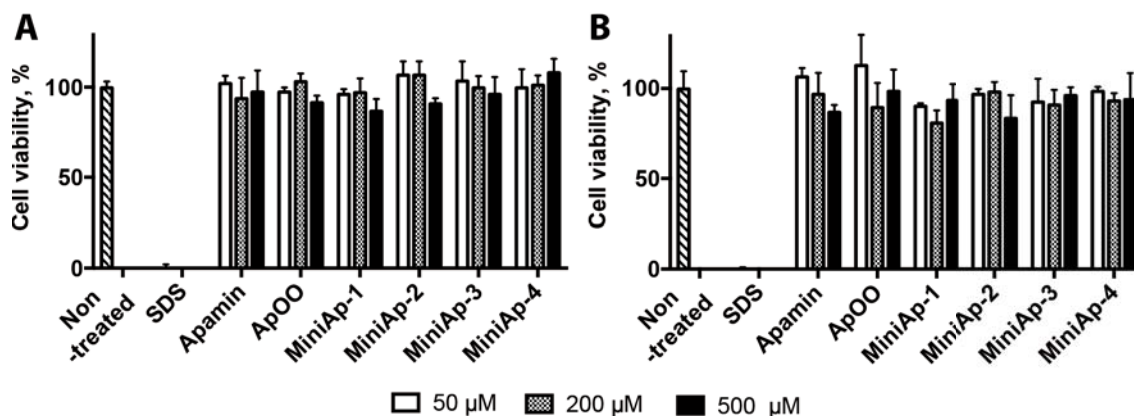 A
Cell viability, %
100
50
0
Non
-treated
SDS
Apamin
ApOO
MiniAp-1
MiniAp-2
MiniAp-3
MiniAp-4
B
Cell viability, %
100
50
0
Non
-treated
SDS
Apamin
ApOO
MiniAp-1
MiniAp-2
MiniAp-3
MiniAp-4
50 µM 200 µM 500 µM